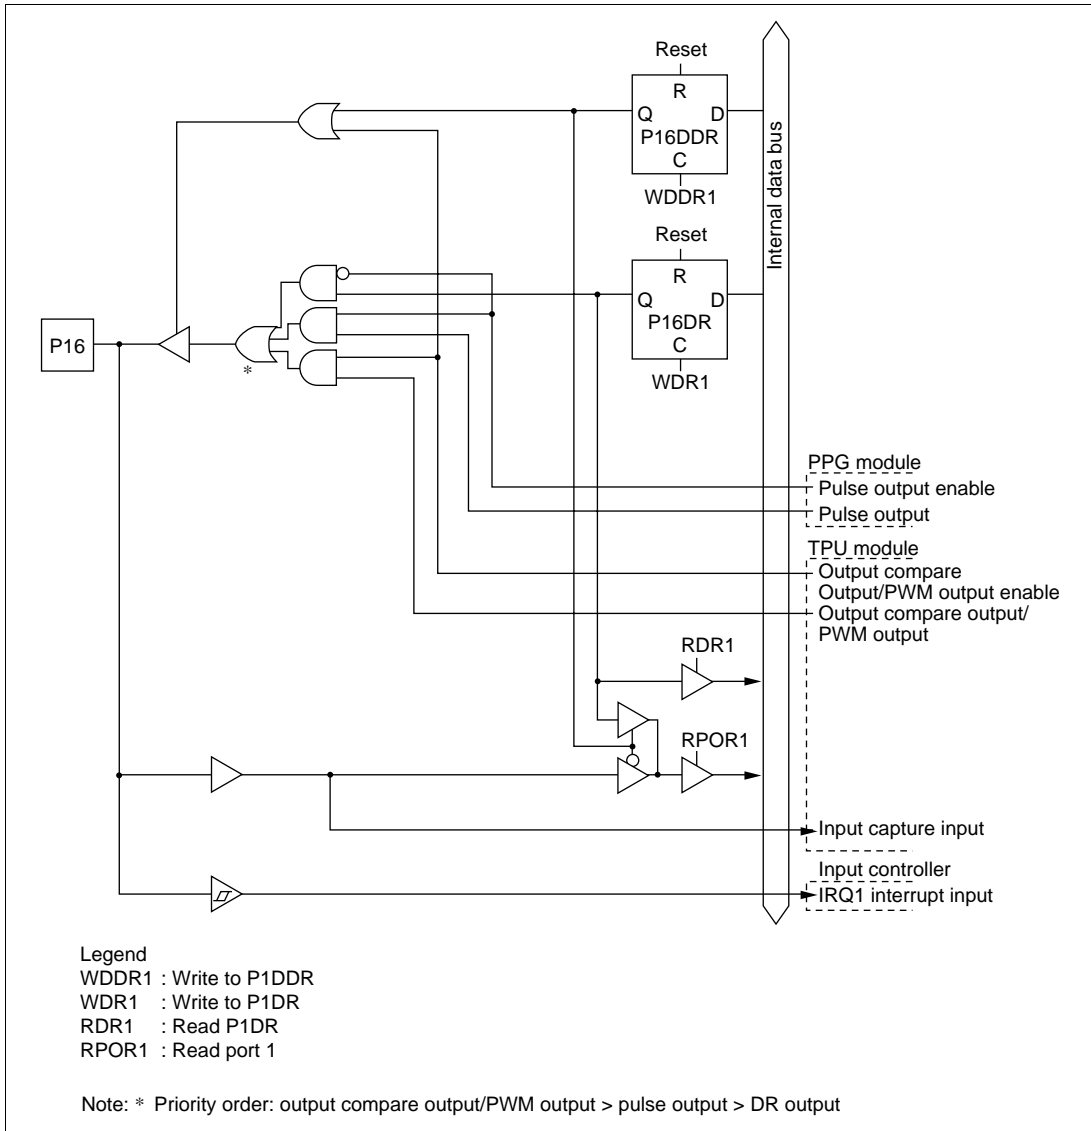 Reset
R
Q D
P16DDR
C
WDDR1
Internal data bus
Reset
R
Q D
P16DR
C
WDR1
P16
*
PPG module
Pulse output enable
Pulse output
TPU module
Output compare
Output/PWM output enable
Output compare output/
PWM output
RDR1
RPOR1
Input capture input
Input controller
IRQ1 interrupt input
Legend
WDDR1 : Write to P1DDR
WDR1 : Write to P1DR
RDR1 : Read P1DR
RPOR1 : Read port 1
Note: * Priority order: output compare output/PWM output > pulse output > DR output